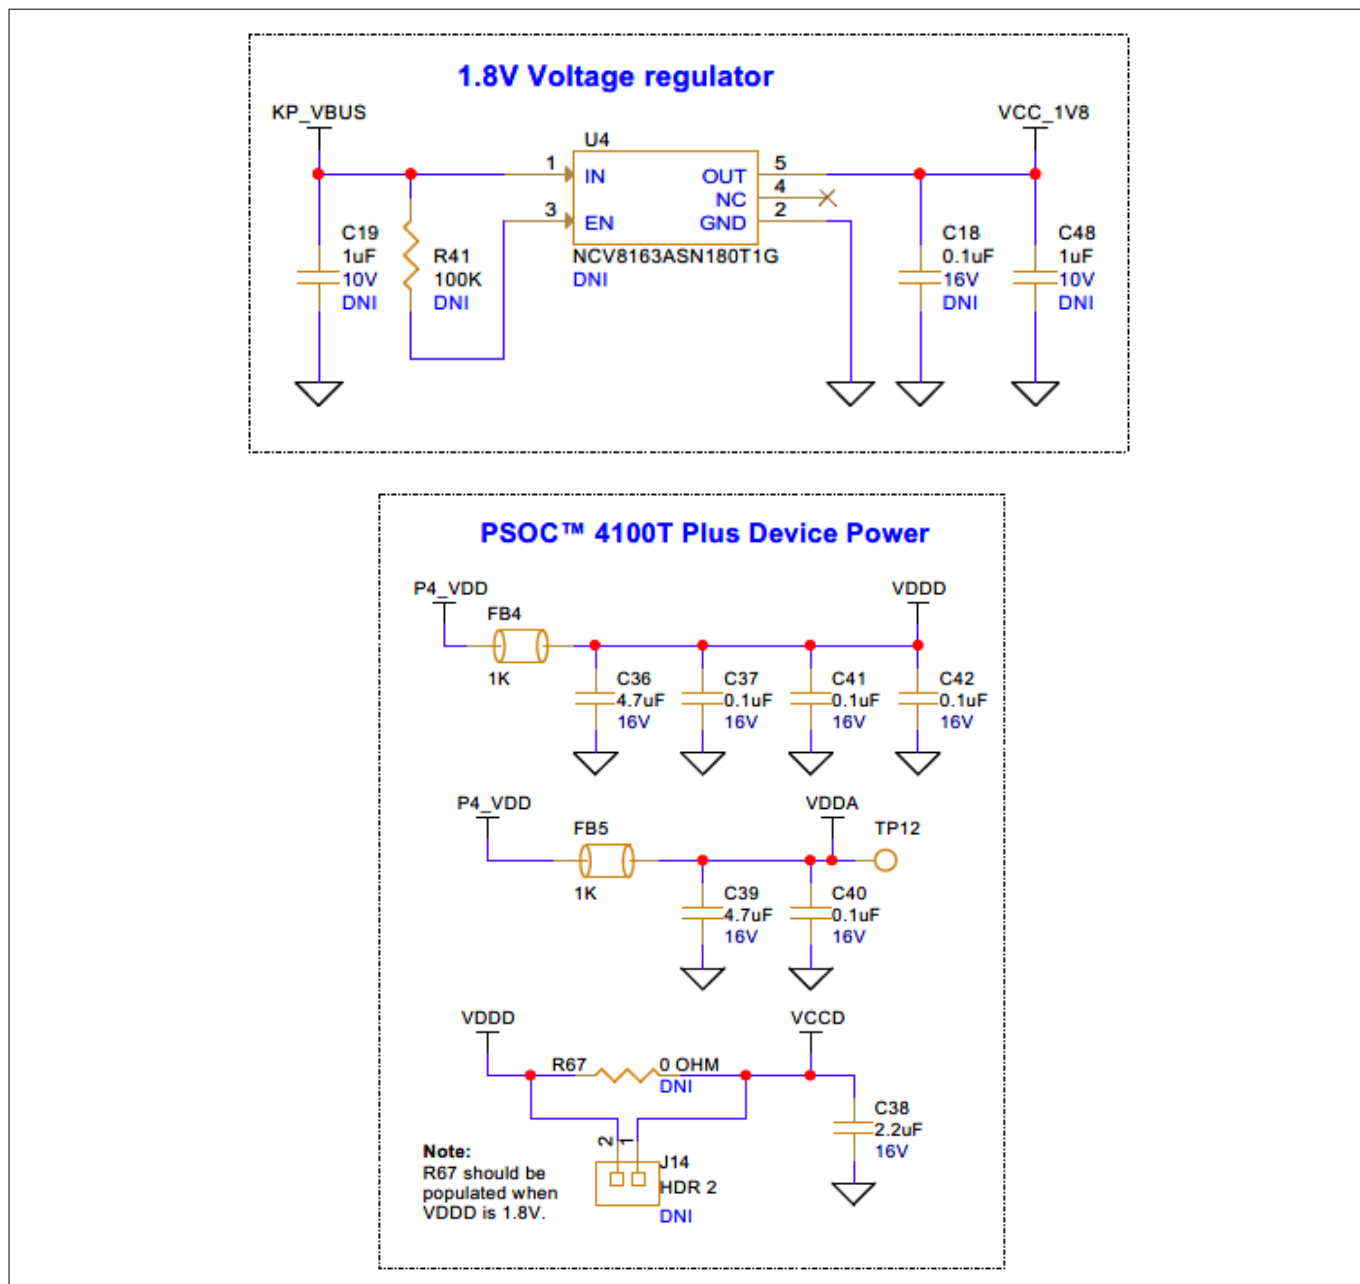 1.8V Voltage regulator
KP_VBUS
VCC_1V8
U4
1
IN
OUT
5
NC
4
3
EN
GND
2
NCV8163ASN180T1G
DNI
C19
1uF
10V
DNI
R41
100K
DNI
C18
0.1uF
16V
DNI
C48
1uF
10V
DNI
PSOC™ 4100T Plus Device Power
P4_VDD
FB4
1K
VDDD
C36
4.7uF
16V
C37
0.1uF
16V
C41
0.1uF
16V
C42
0.1uF
16V
P4_VDD
FB5
1K
VDDA
TP12
C39
4.7uF
16V
C40
0.1uF
16V
VDDD
VCCD
R67
0 OHM
DNI
C38
2.2uF
16V
2
1
J14
HDR 2
DNI
Note:
R67 should be
populated when
VDDD is 1.8V.